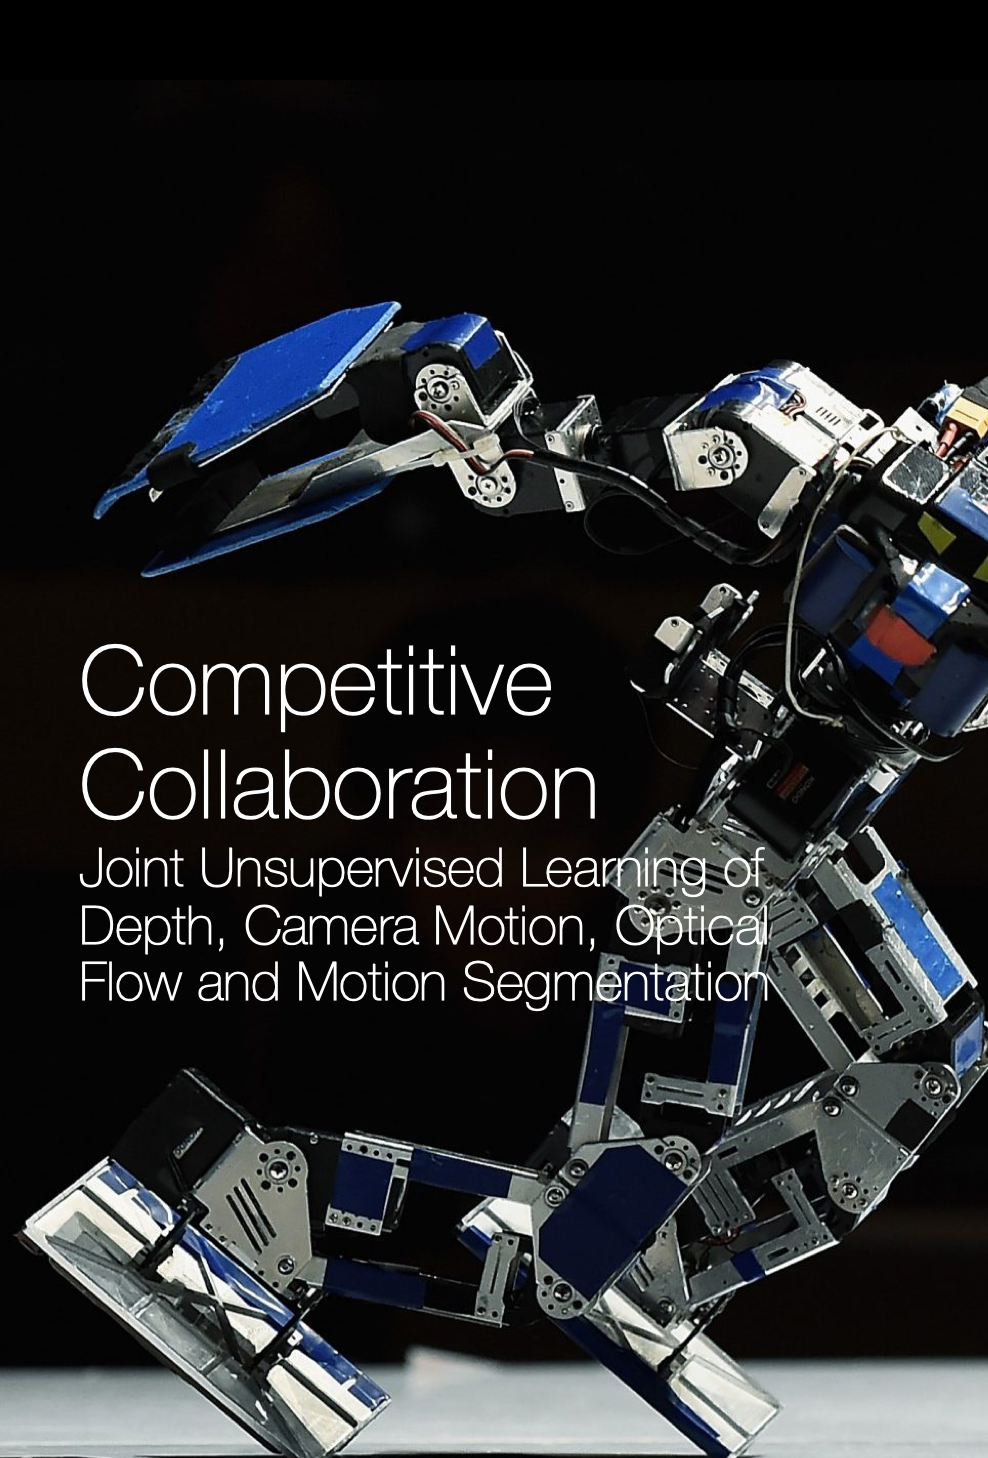 Competitive
Collaboration
Joint Unsupervised Learning of
Depth, Camera Motion, Optical
Flow and Motion Segmentation